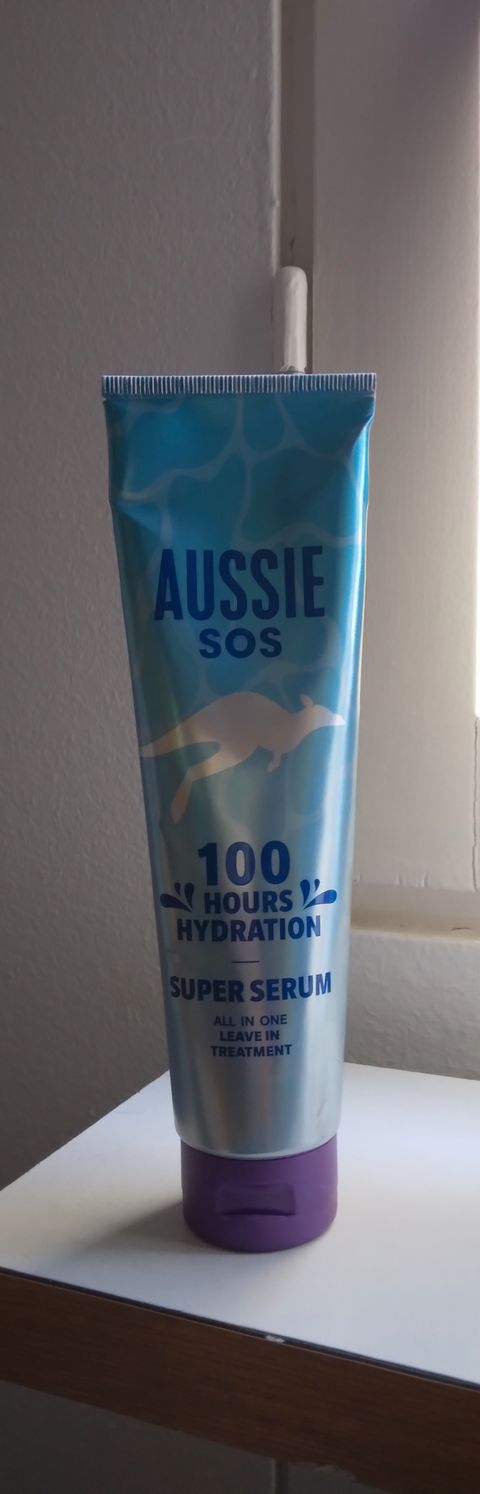 AUSSIE
SOS
100
HOURS
HYDRATION
SUPER SERUM
ALL IN ONE
LEAVE IN
TREATMENT